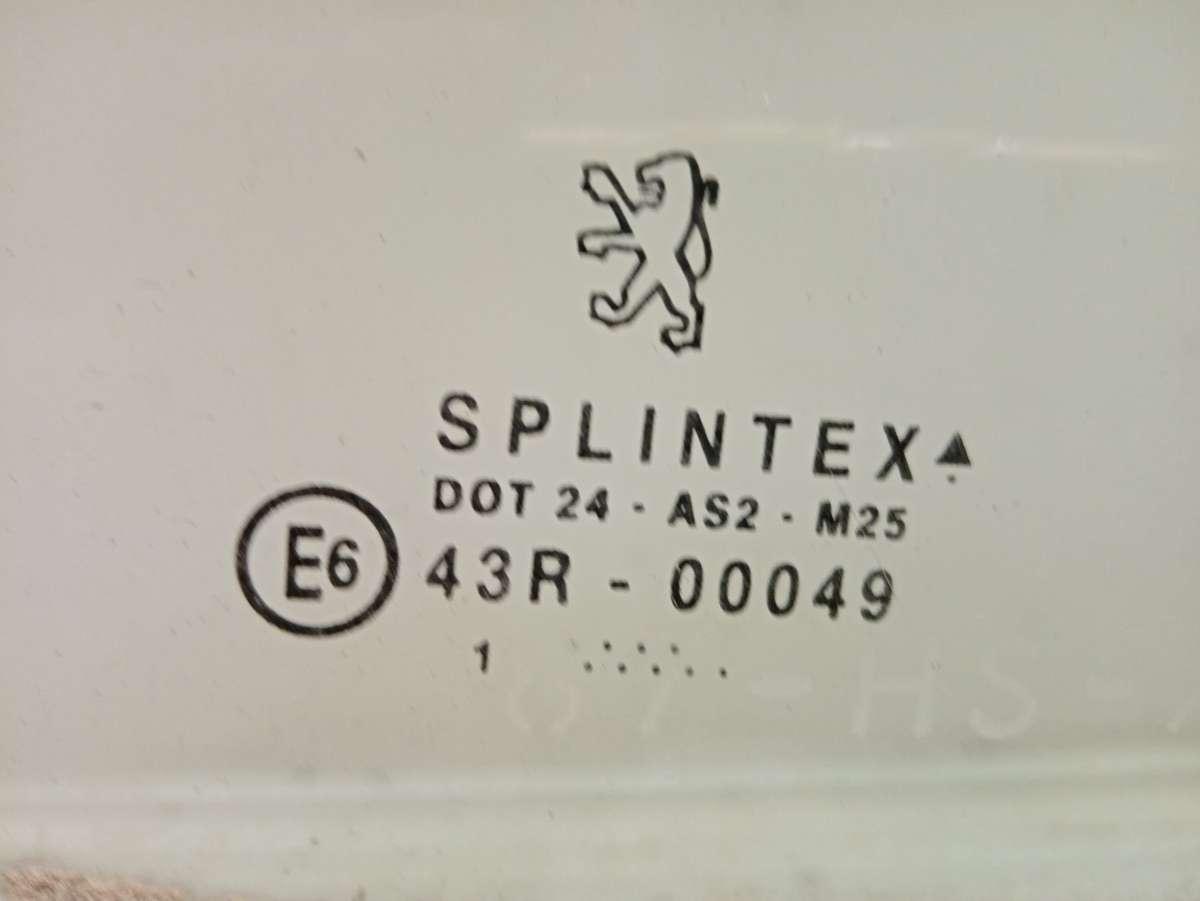 SPLINTEX
DOT 24 - AS2 - M25
E6 43R - 00049
1 .:.:.:.:. .